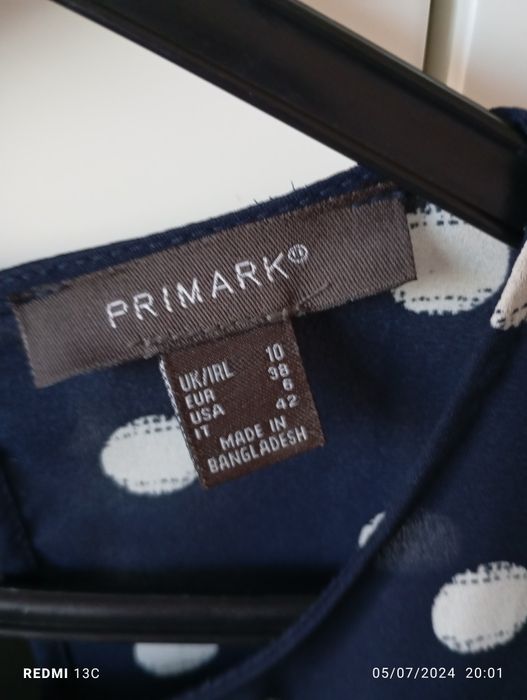 PRIMARK®
UK/IRL 10
EUR 38
USA 6
IT 42
MADE IN
BANGLADESH
REDMI 13C
05/07/2024 20:01